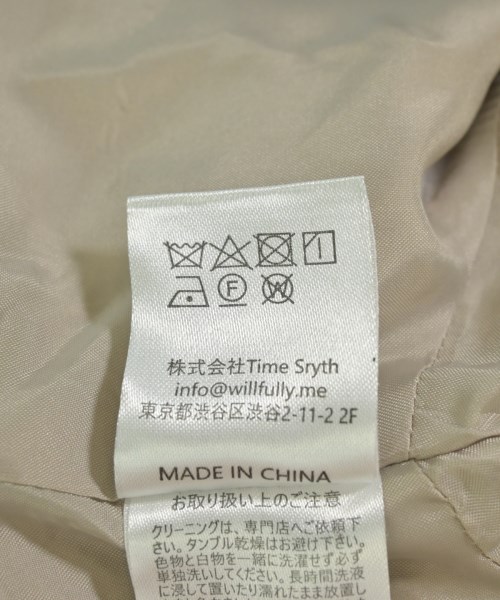 F W
株式会社Time Sryth
info@willfully.me
東京都渋谷区渋谷2-11-2 2F
MADE IN CHINA
お取り扱い上のご注意
クリーニングは、専門店へご依頼下
さい。タンブル乾燥はお避け下さい。
色物と白物を一緒に洗濯せず必ず
単独洗いしてください。長時間洗液
に浸して置いたり濡れたまま放置し